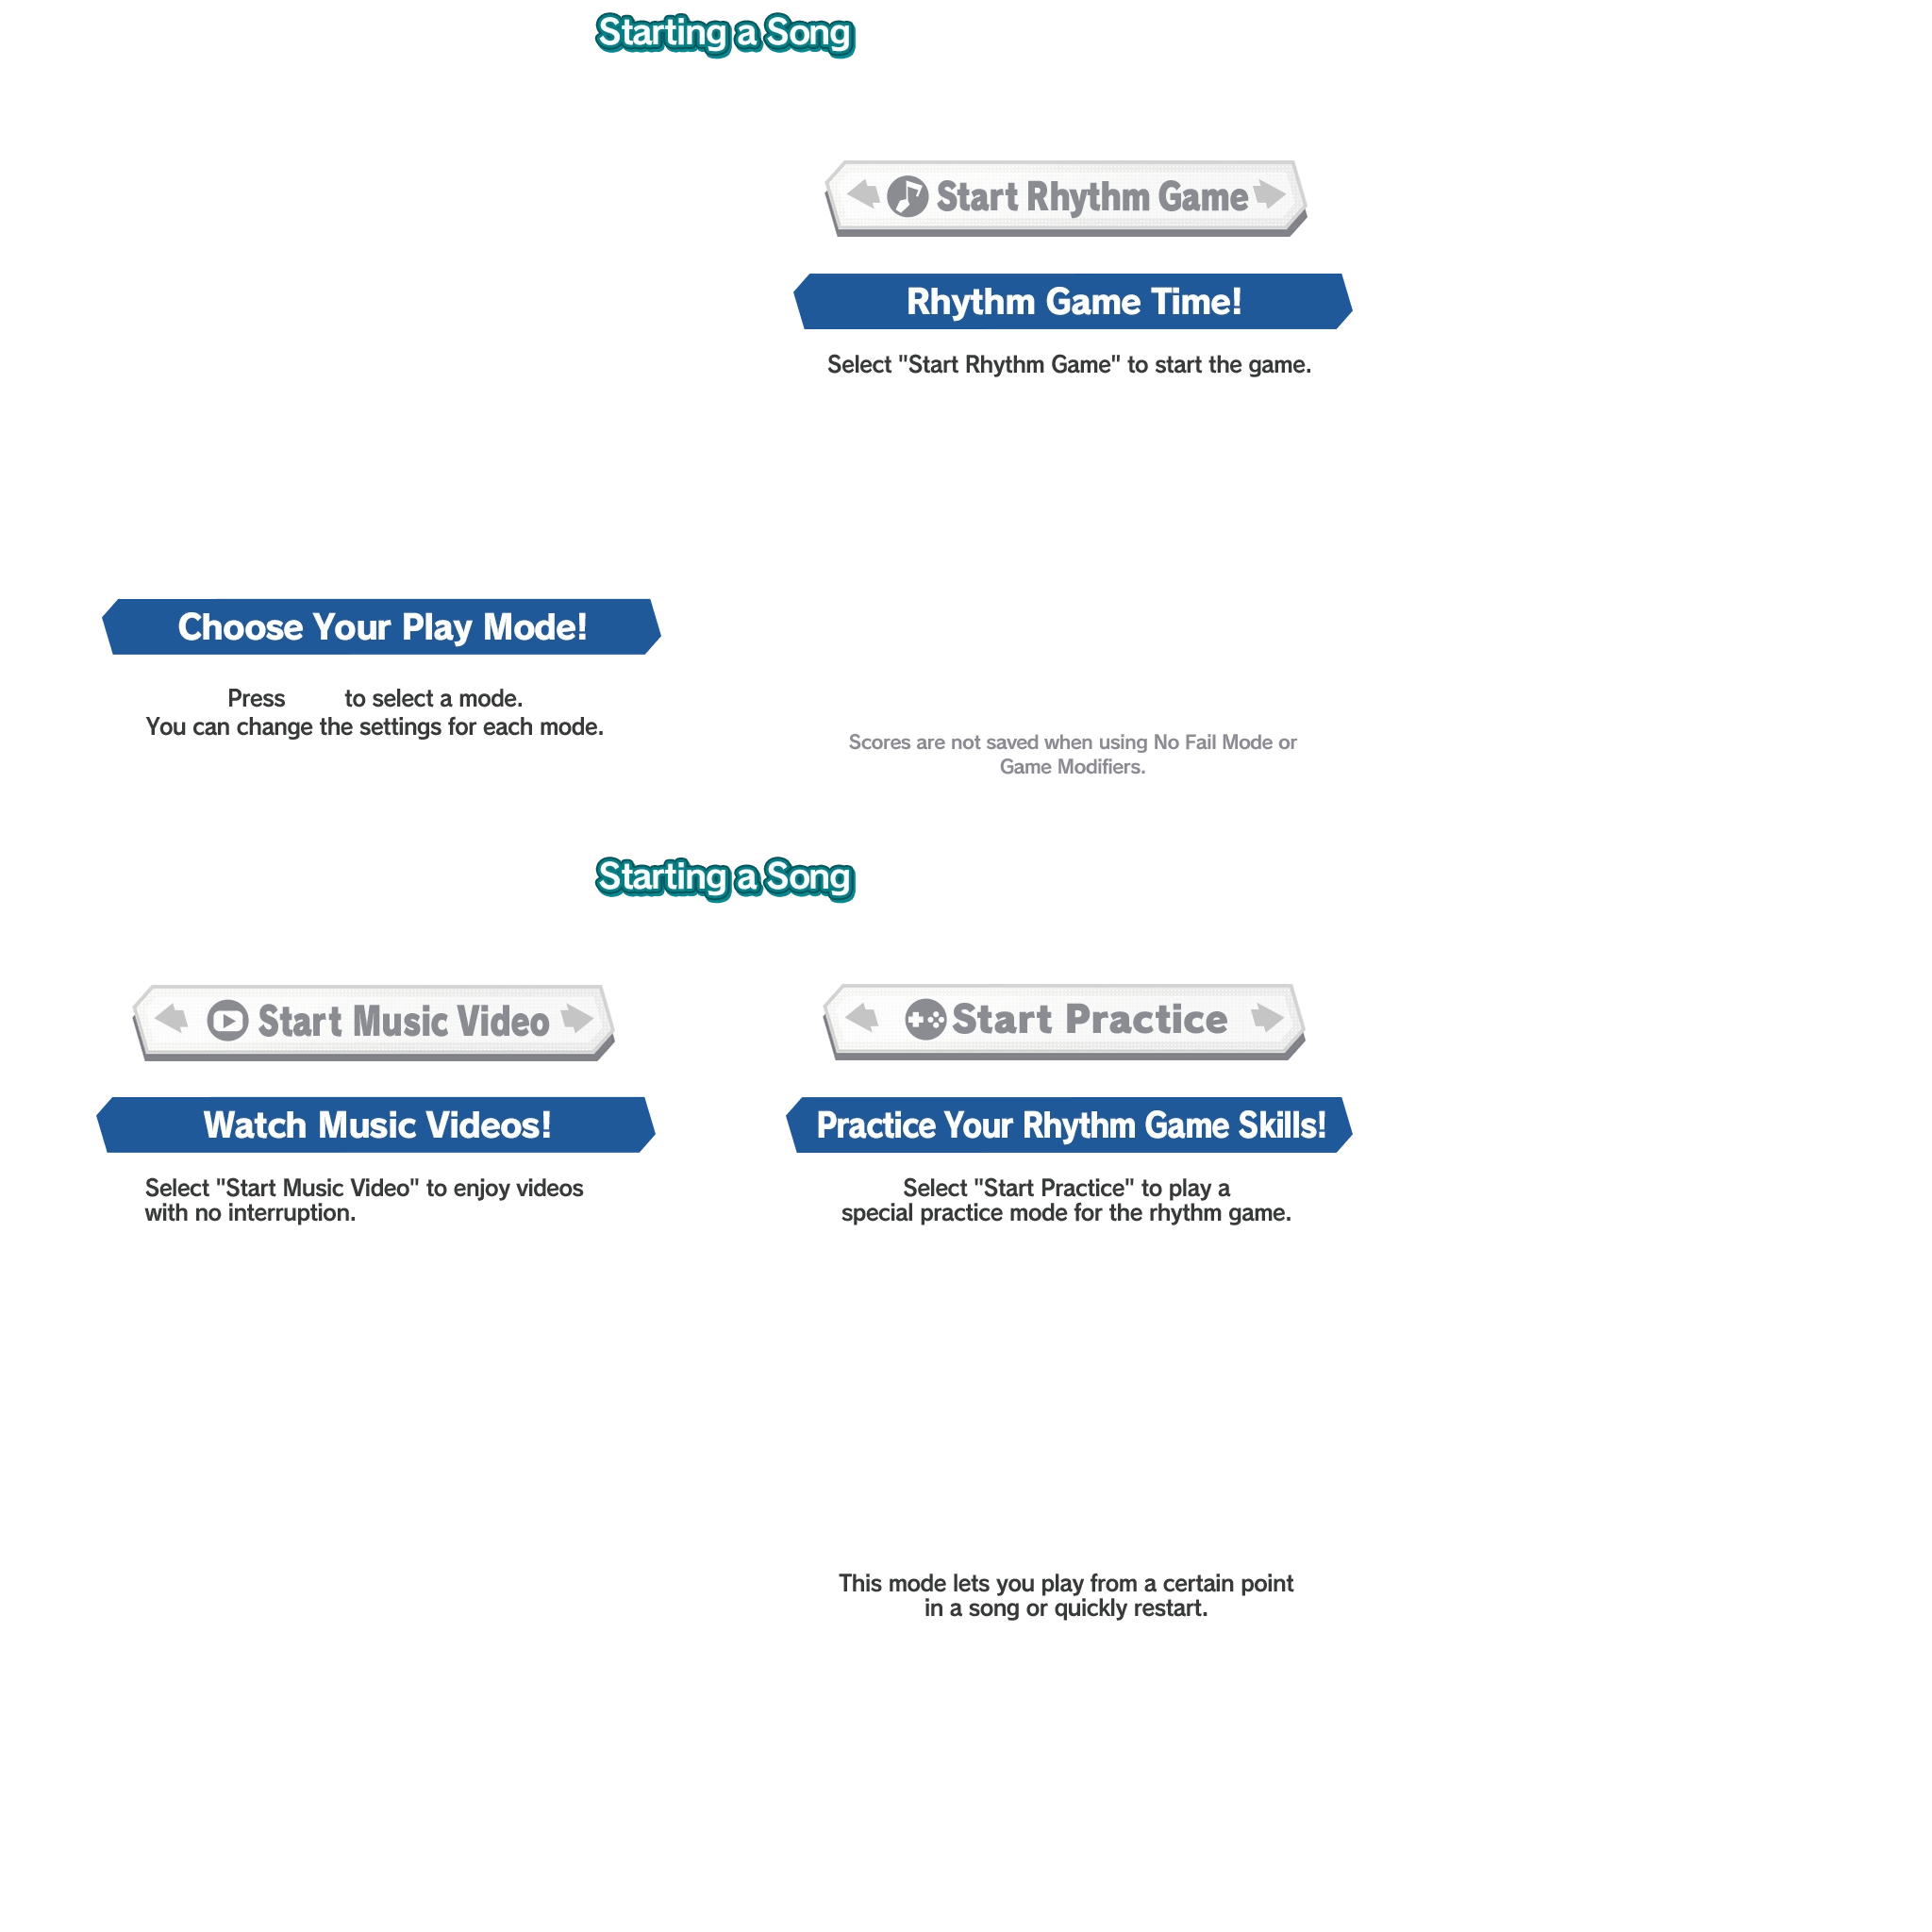 Starting a Song
Start Rhythm Game
Rhythm Game Time!
Select "Start Rhythm Game" to start the game.
Choose Your Play Mode!
Press to select a mode.
You can change the settings for each mode.
Scores are not saved when using No Fail Mode or
Game Modifiers.
Starting a Song
Start Music Video
Watch Music Videos!
Select "Start Music Video" to enjoy videos
with no interruption.
Start Practice
Practice Your Rhythm Game Skills!
Select "Start Practice" to play a
special practice mode for the rhythm game.
This mode lets you play from a certain point
in a song or quickly restart.